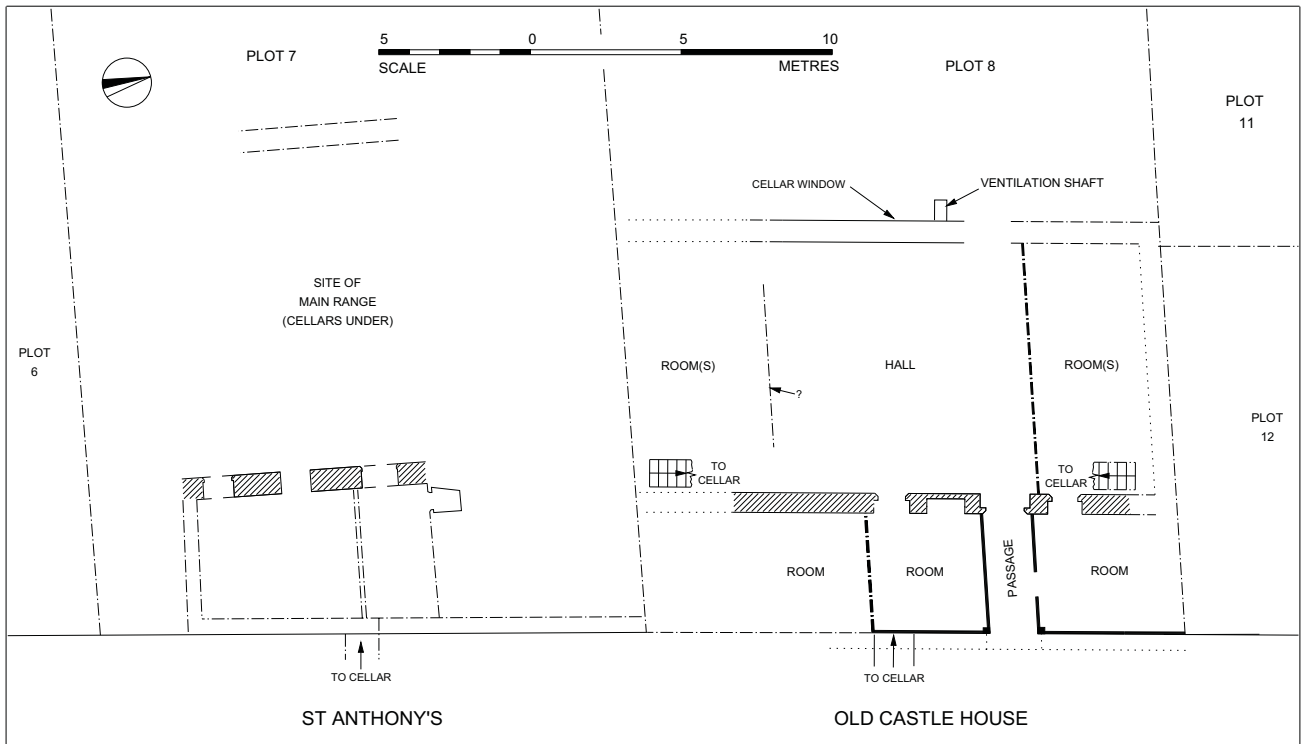 5 0 5 10
SCALE METRES
PLOT 7
PLOT 8
PLOT
11
CELLAR WINDOW
VENTILATION SHAFT
SITE OF
MAIN RANGE
(CELLARS UNDER)
PLOT
6
ROOM(S)
HALL
ROOM(S)
?
PLOT
12
TO
CELLAR
TO
CELLAR
ROOM
ROOM
PASSAGE
ROOM
TO CELLAR
TO CELLAR
ST ANTHONY'S
OLD CASTLE HOUSE